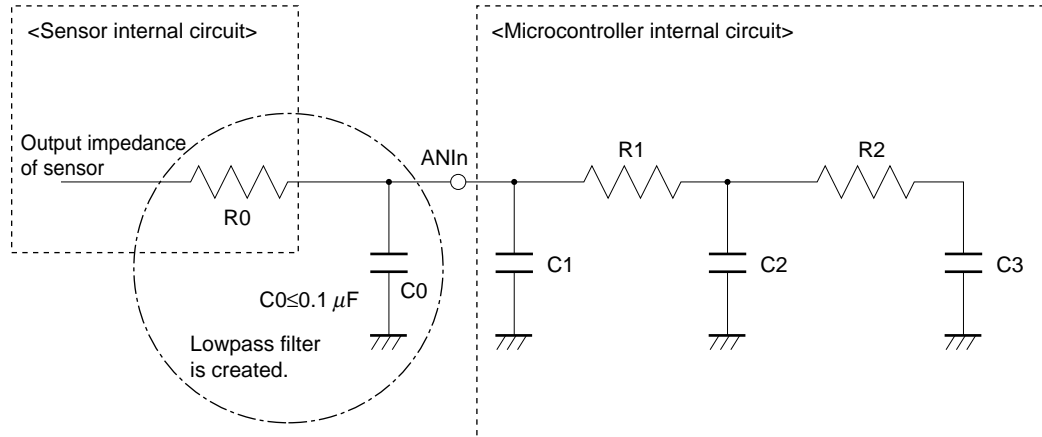 <Sensor internal circuit>
<Microcontroller internal circuit>
Output impedance
of sensor
R0
ANIn
R1
R2
C0
C0≤0.1 μF
C1
C2
C3
Lowpass filter
is created.